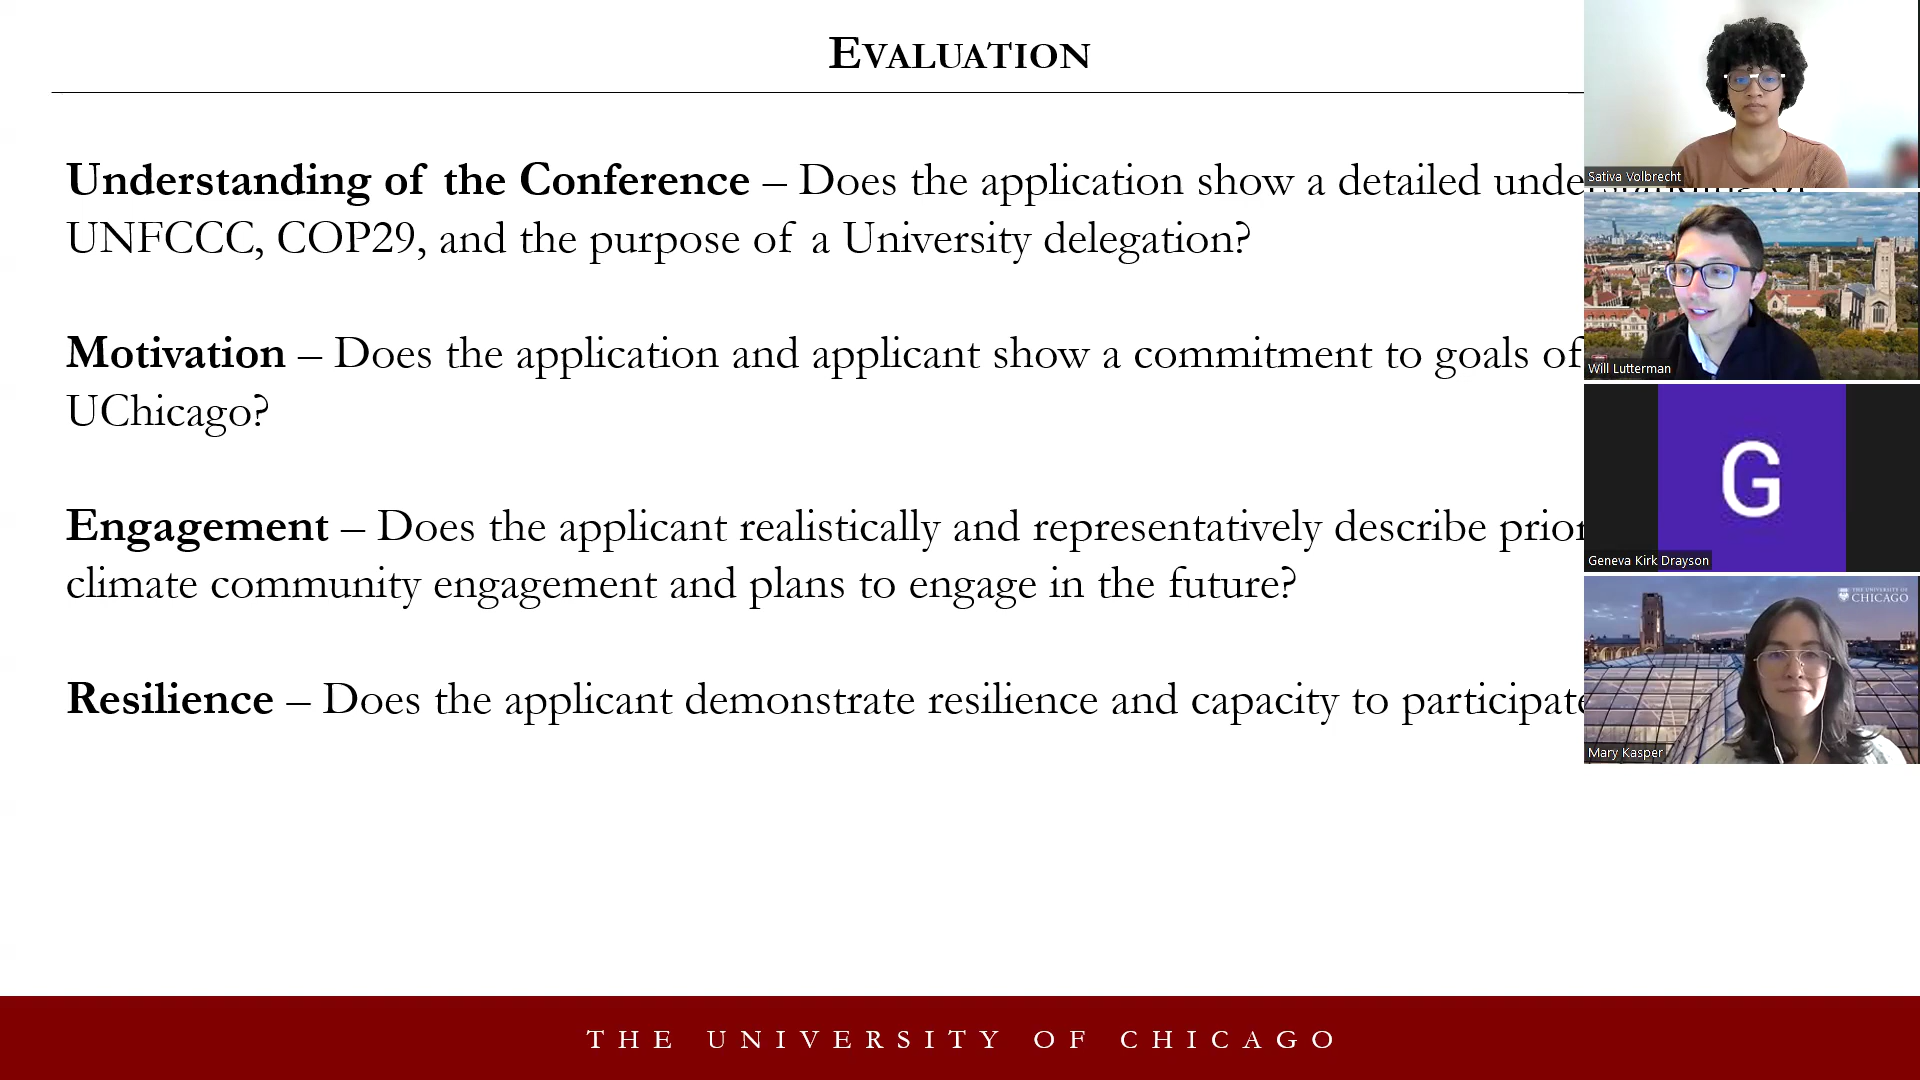 EVALUATION
Understanding of the Conference – Does the application show a detailed understanding of
UNFCCC, COP29, and the purpose of a University delegation?
Motivation – Does the application and applicant show a commitment to goals of
UChicago?
Engagement – Does the applicant realistically and representatively describe prior
climate community engagement and plans to engage in the future?
Resilience – Does the applicant demonstrate resilience and capacity to participate
THE UNIVERSITY OF CHICAGO
Sativa Volbrecht
Will Lutterman
G
Geneva Kirk Drayson
THE UNIVERSITY OF
CHICAGO
Mary Kasper